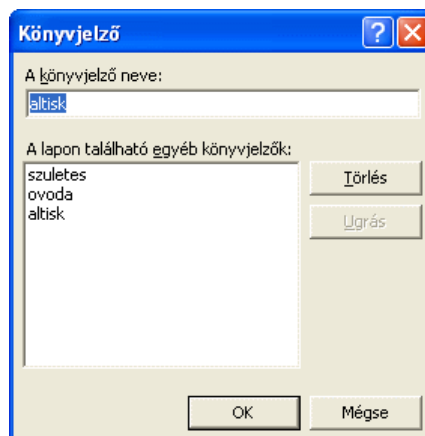 Könyvjelző
A könyvjelző neve:
altisk
A lapon található egyéb könyvjelzők:
szuletes
ovoda
altisk
Törlés
Ugrás
OK
Mégse